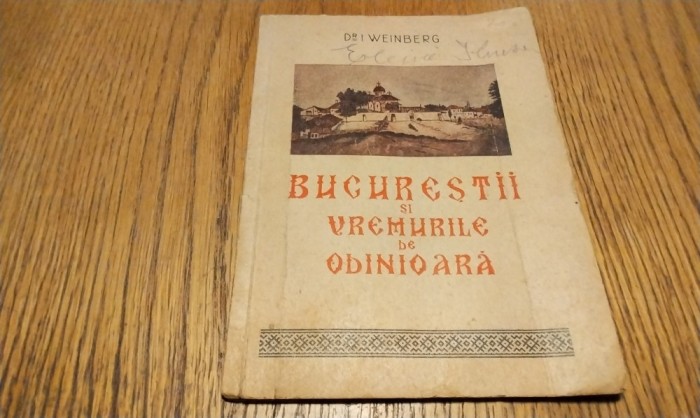 DR. I. WEINBERG
BUCUREȘTII
ȘI
VREMURILE
DE
ODINIOARĂ